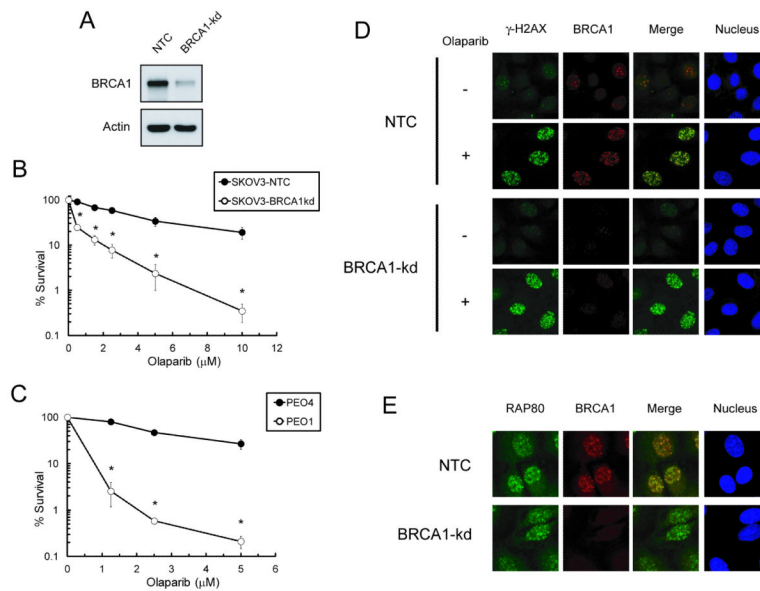 A
NTC
BRCA1-kd
BRCA1
Actin
B
SKOV3-NTC
SKOV3-BRCA1kd
% Survival
100
10
1
0.1
* * * * *
0 2 4 6 8 10 12
Olaparib (μM)
C
PEO4
PEO1
% Survival
100
10
1
0.1
* * *
0 1 2 3 4 5 6
Olaparib (μM)
D
γ-H2AX BRCA1 Merge Nucleus
Olaparib
NTC
-
+
BRCA1-kd
-
+
E
RAP80 BRCA1 Merge Nucleus
NTC
BRCA1-kd